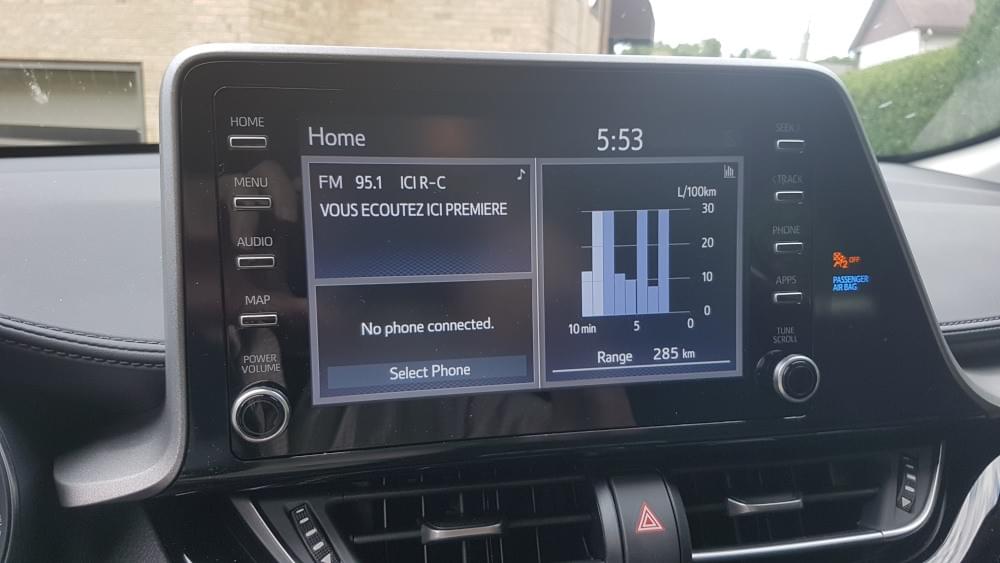 HOME
MENU
AUDIO
MAP
POWER
VOLUME
Home
5:53
FM 95.1 ICI R-C
VOUS ECOUTEZ ICI PREMIERE
No phone connected.
Select Phone
L/100km
30
20
10
0
10 min 5 0
Range 285 km
SEEK >
< TRACK
PHONE
APPS
TUNE
SCROLL
2 OFF
PASSENGER
AIR BAG